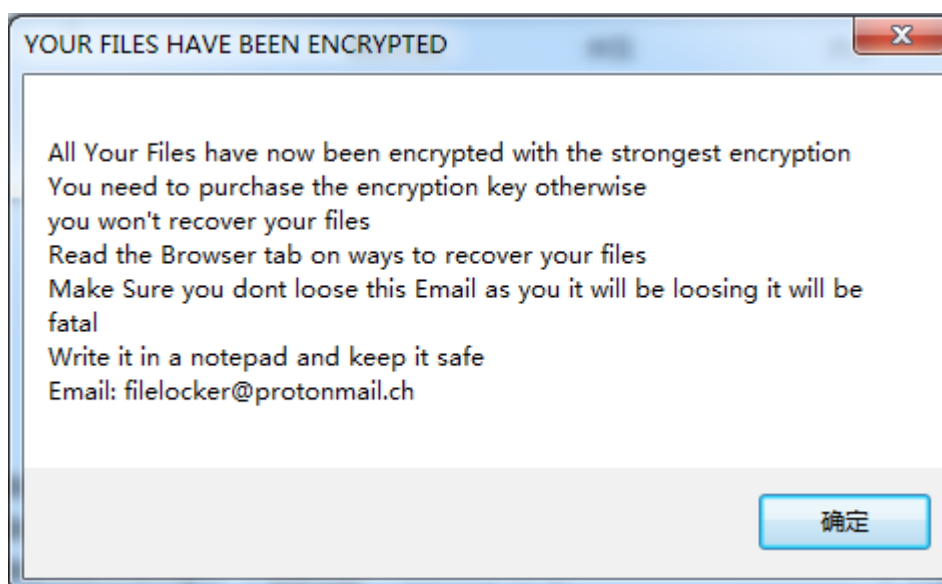 YOUR FILES HAVE BEEN ENCRYPTED
All Your Files have now been encrypted with the strongest encryption
You need to purchase the encryption key otherwise
you won't recover your files
Read the Browser tab on ways to recover your files
Make Sure you dont loose this Email as you it will be loosing it will be
fatal
Write it in a notepad and keep it safe
Email: filelocker@protonmail.ch
确定